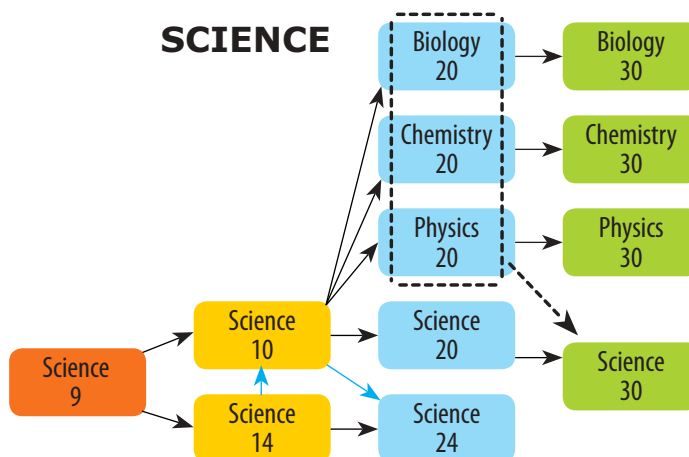 SCIENCE
Biology
20
Biology
30
Chemistry
20
Chemistry
30
Physics
20
Physics
30
Science
9
Science
10
Science
20
Science
30
Science
14
Science
24